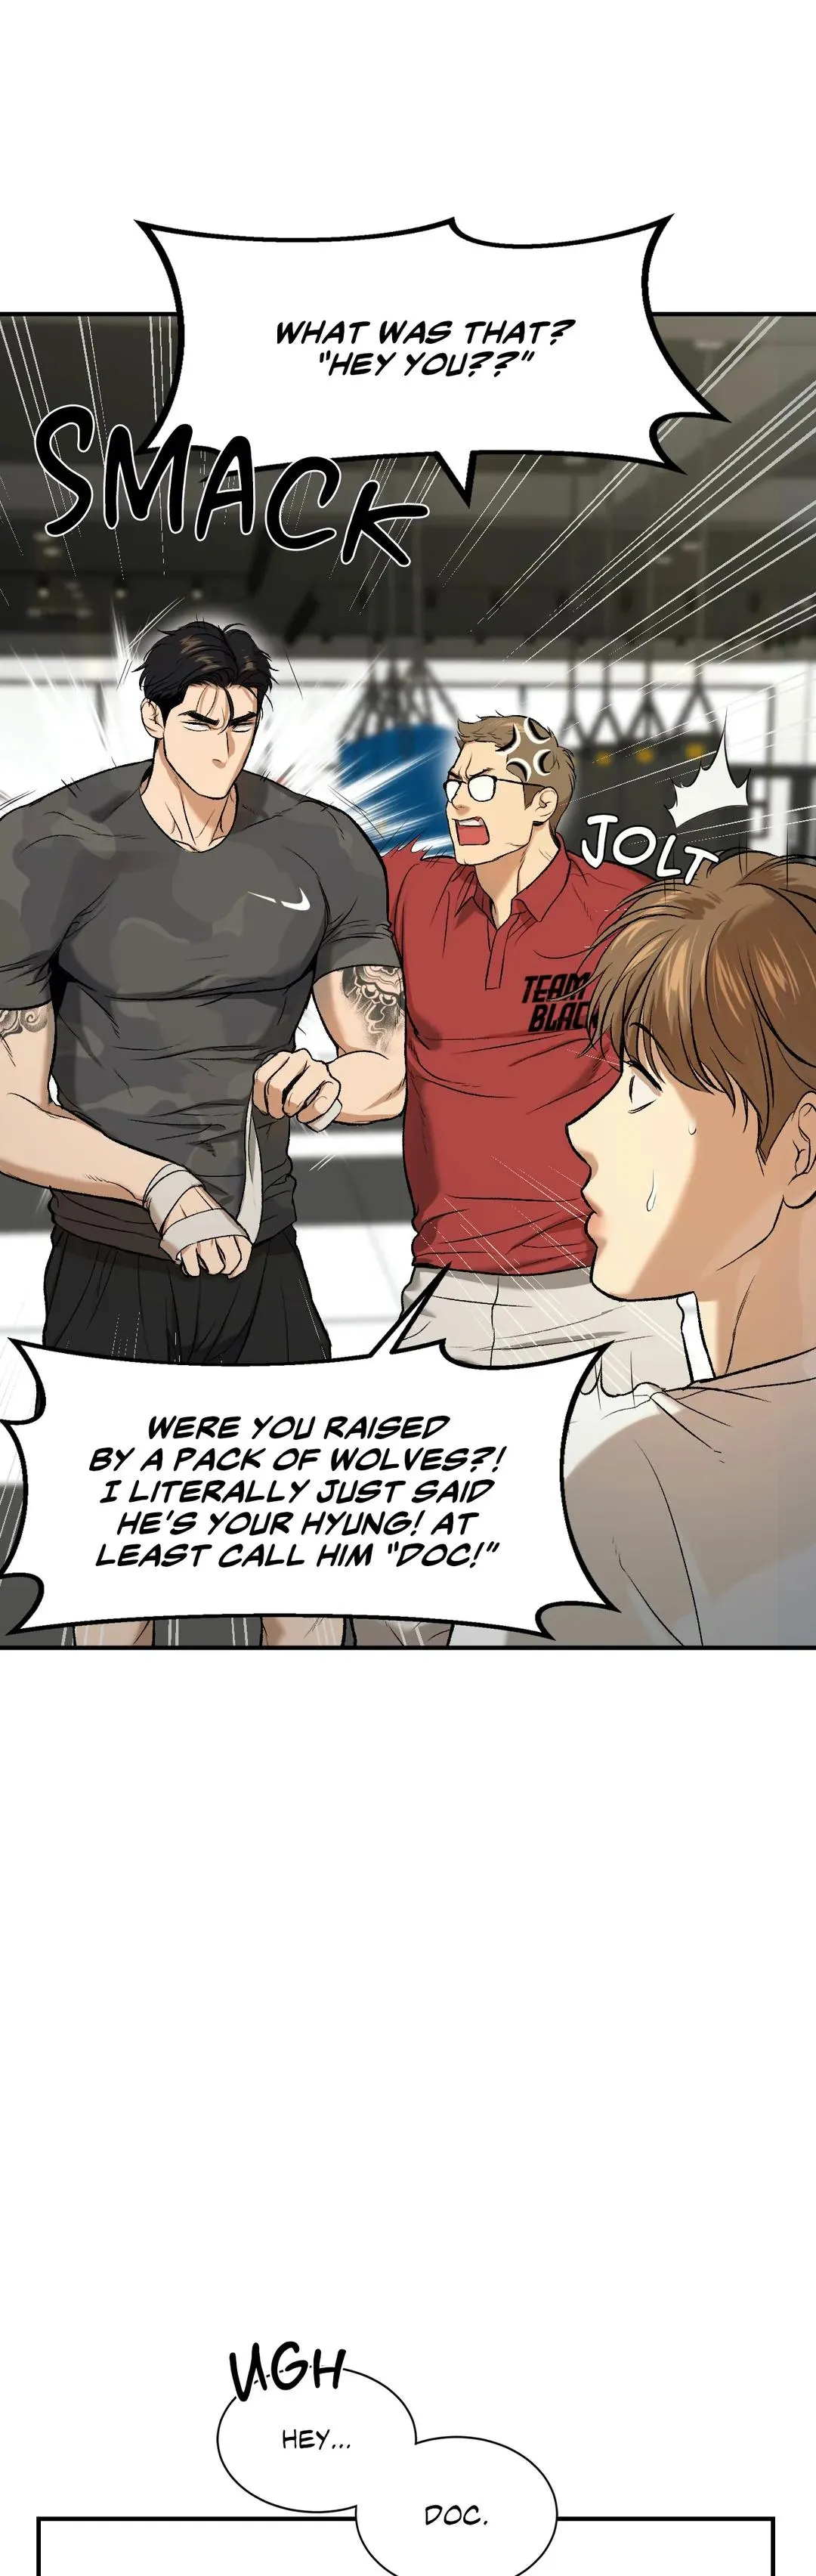 WHAT WAS THAT?
"HEY YOU??"
SMACK
JOLT
TEAM
BLAC
WERE YOU RAISED
BY A PACK OF WOLVES?!
I LITERALLY JUST SAID
HE'S YOUR HYUNG! AT
LEAST CALL HIM "DOC!"
UGH
HEY...
DOC.